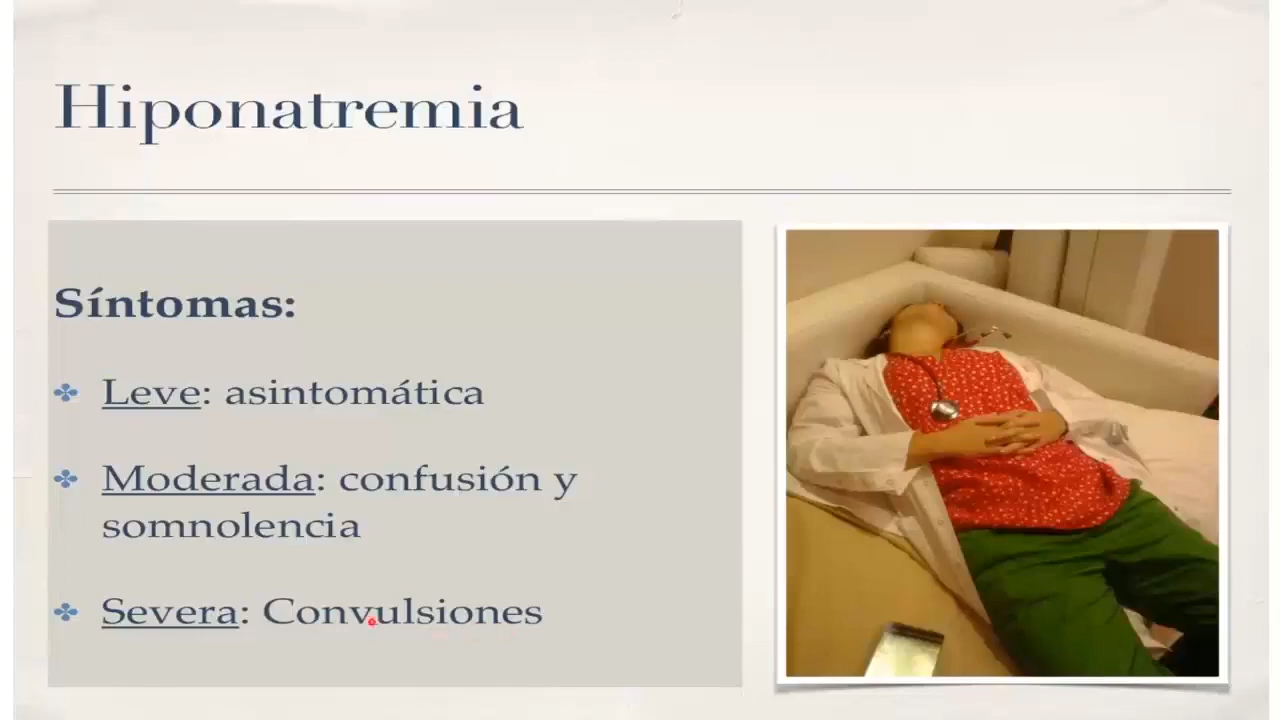 Hiponatremia
Síntomas:
Leve: asintomática
Moderada: confusión y
somnolencia
Severa: Convulsiones